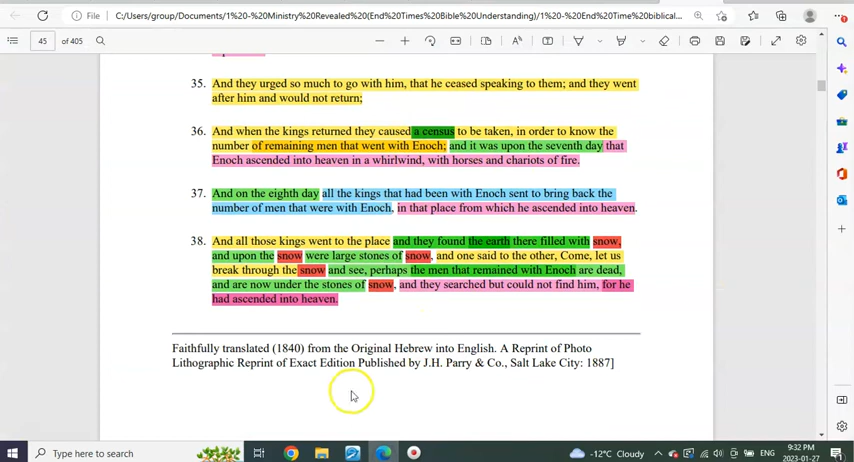 File
C:/Users/group/Documents/1%20-%20Ministry%20Revealed(End%20Times%20Bible%20Understanding)/1%20-%20End%20Time%20biblical...
45 of 405
35. And they urged so much to go with him, that he ceased speaking to them; and they went
after him and would not return;
36. And when the kings returned they caused a census to be taken, in order to know the
number of remaining men that went with Enoch; and it was upon the seventh day that
Enoch ascended into heaven in a whirlwind, with horses and chariots of fire.
37. And on the eighth day all the kings that had been with Enoch sent to bring back the
number of men that were with Enoch, in that place from which he ascended into heaven.
38. And all those kings went to the place and they found the earth there filled with snow,
and upon the snow were large stones of snow, and one said to the other, Come, let us
break through the snow and see, perhaps the men that remained with Enoch are dead,
and are now under the stones of snow, and they searched but could not find him, for he
had ascended into heaven.
Faithfully translated (1840) from the Original Hebrew into English. A Reprint of Photo
Lithographic Reprint of Exact Edition Published by J.H. Parry & Co., Salt Lake City: 1887]
Type here to search
-12°C Cloudy
ENG
9:32 PM
2023-01-27